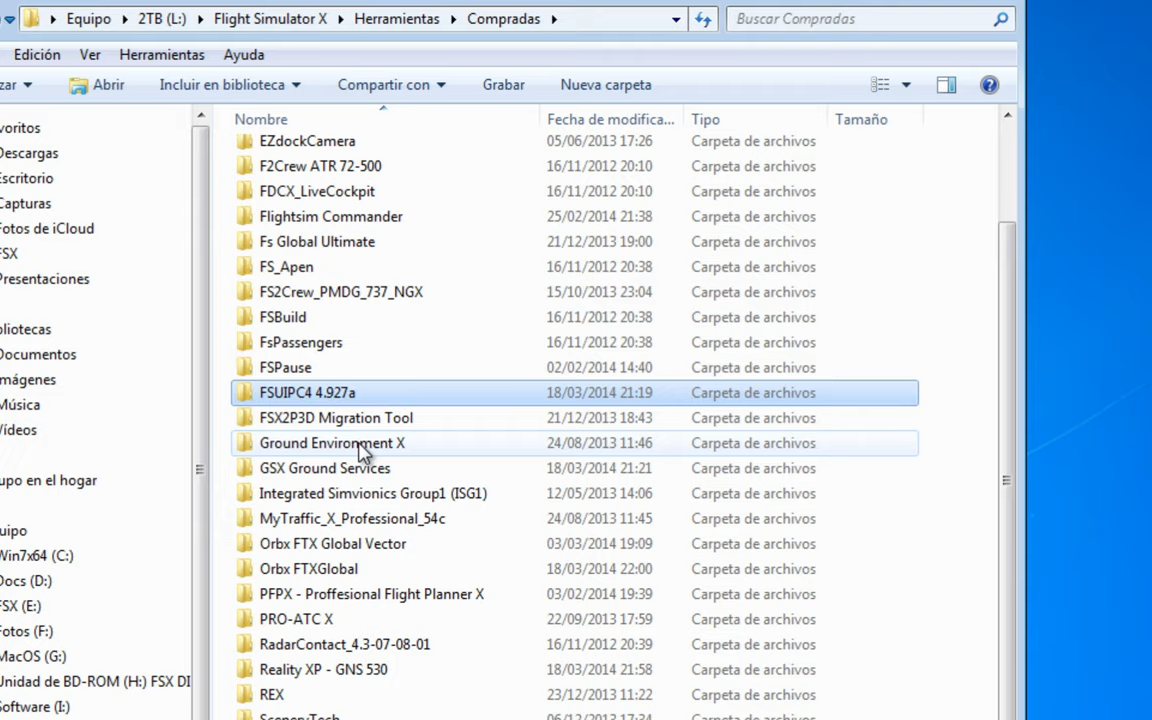 Equipo 2TB (L:) Flight Simulator X Herramientas Compradas Buscar Compradas
Edición Ver Herramientas Ayuda
zar Abrir Incluir en biblioteca Compartir con Grabar Nueva carpeta
Nombre Fecha de modifica... Tipo Tamaño
voritos
Descargas
Escritorio
Capturas
Fotos de iCloud
FSX
Presentaciones
bliotecas
Documentos
mágenes
Música
Vídeos
upo en el hogar
uipo
Win7x64 (C:)
Docs (D:)
FSX (E:)
Fotos (F:)
MacOS (G:)
Unidad de BD-ROM (H:) FSX DI
Software (I:)
EZdockCamera 05/06/2013 17:26 Carpeta de archivos
F2Crew ATR 72-500 16/11/2012 20:10 Carpeta de archivos
FDCX_LiveCockpit 16/11/2012 20:10 Carpeta de archivos
Flightsim Commander 25/02/2014 21:38 Carpeta de archivos
Fs Global Ultimate 21/12/2013 19:00 Carpeta de archivos
FS_Apen 16/11/2012 20:38 Carpeta de archivos
FS2Crew_PMDG_737_NGX 15/10/2013 23:04 Carpeta de archivos
FSBuild 16/11/2012 20:38 Carpeta de archivos
FsPassengers 16/11/2012 20:38 Carpeta de archivos
FSPause 02/02/2014 14:40 Carpeta de archivos
FSUIPC4 4.927a 18/03/2014 21:19 Carpeta de archivos
FSX2P3D Migration Tool 21/12/2013 18:43 Carpeta de archivos
Ground Environment X 24/08/2013 11:46 Carpeta de archivos
GSX Ground Services 18/03/2014 21:21 Carpeta de archivos
Integrated Simvionics Group1 (ISG1) 12/05/2013 14:06 Carpeta de archivos
MyTraffic_X_Professional_54c 24/08/2013 11:45 Carpeta de archivos
Orbx FTX Global Vector 03/03/2014 19:09 Carpeta de archivos
Orbx FTXGlobal 18/03/2014 22:00 Carpeta de archivos
PFPX - Proffesional Flight Planner X 03/02/2014 19:39 Carpeta de archivos
PRO-ATC X 22/09/2013 17:59 Carpeta de archivos
RadarContact_4.3-07-08-01 16/11/2012 20:39 Carpeta de archivos
Reality XP - GNS 530 18/03/2014 21:58 Carpeta de archivos
REX 23/12/2013 11:22 Carpeta de archivos
SceneryTech 06/12/2013 17:34 Carpeta de archivos